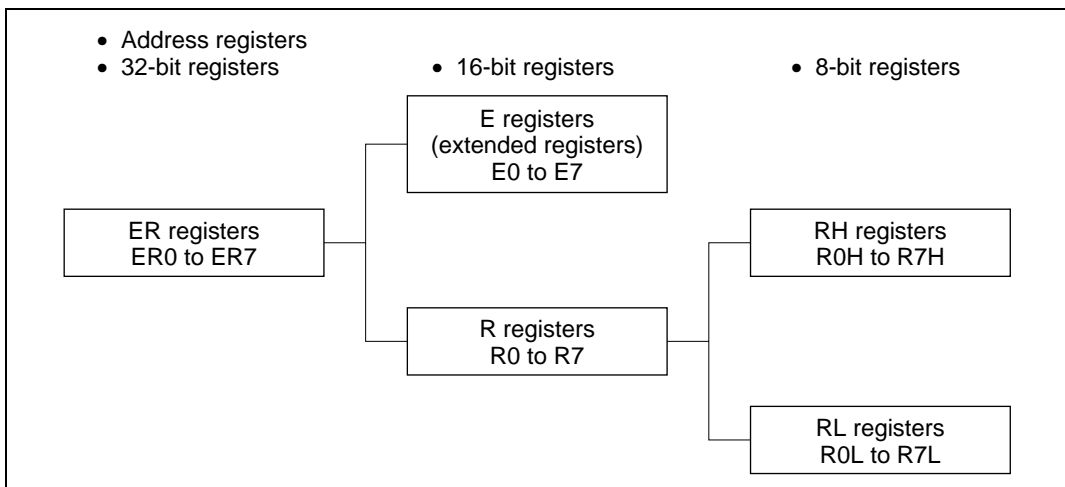 • Address registers
• 32-bit registers
• 16-bit registers
• 8-bit registers
E registers
(extended registers)
E0 to E7
ER registers
ER0 to ER7
RH registers
R0H to R7H
R registers
R0 to R7
RL registers
R0L to R7L